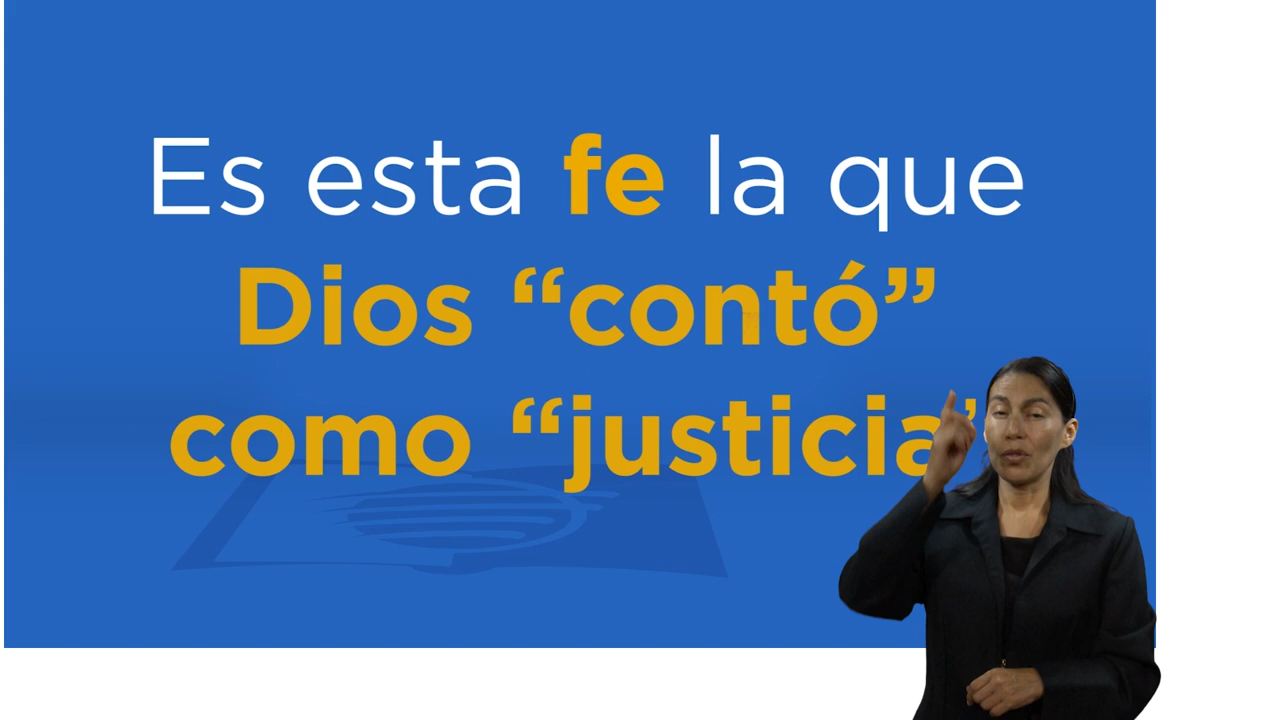 Es esta fe la que
Dios “contó”
como “justicia”